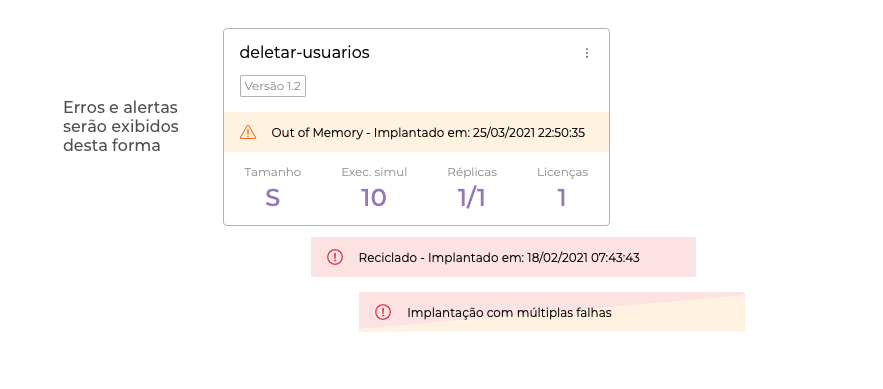 deletar-usuarios
Versão 1.2
Erros e alertas
serão exibidos
desta forma
Out of Memory - Implantado em: 25/03/2021 22:50:35
Tamanho Exec. simul Réplicas Licenças
S 10 1/1 1
Reciclado - Implantado em: 18/02/2021 07:43:43
Implantação com múltiplas falhas